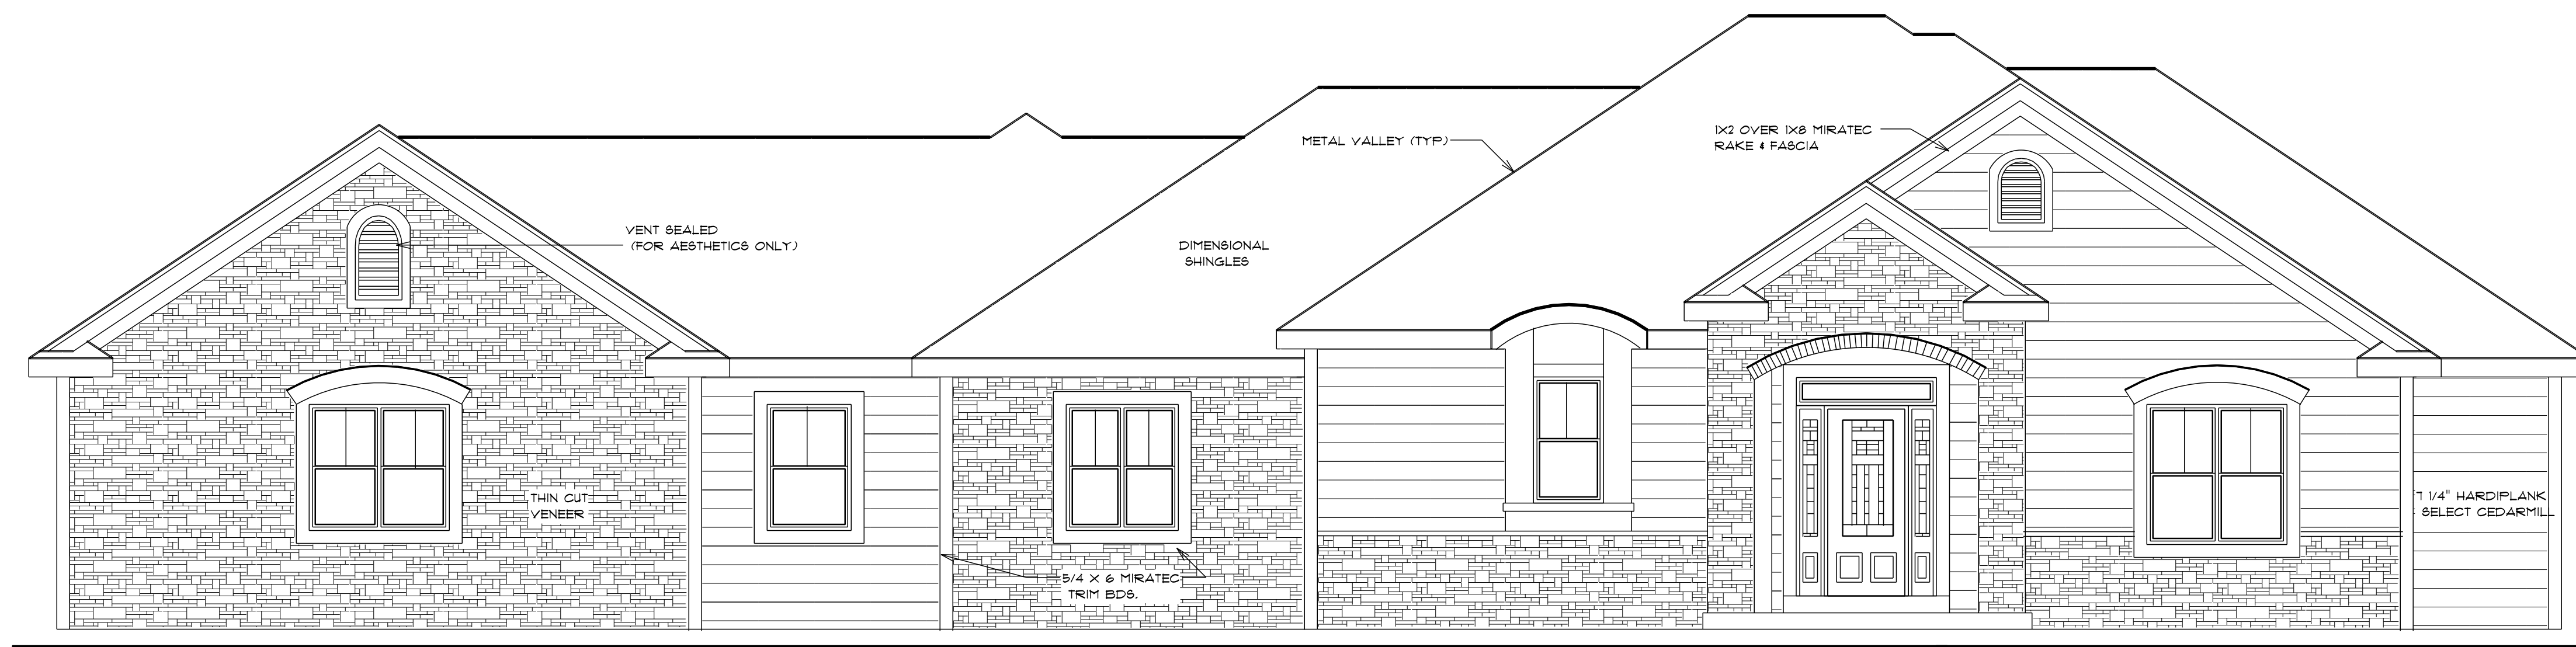 METAL VALLEY (TYP)
1X2 OVER 1X8 MIRATEC
RAKE & FASCIA
VENT SEALED
(FOR AESTHETICS ONLY)
DIMENSIONAL
SHINGLES
THIN CUT
VENEER
7 1/4" HARDIPLANK
SELECT CEDARMILL
5/4 X 6 MIRATEC
TRIM BDS.